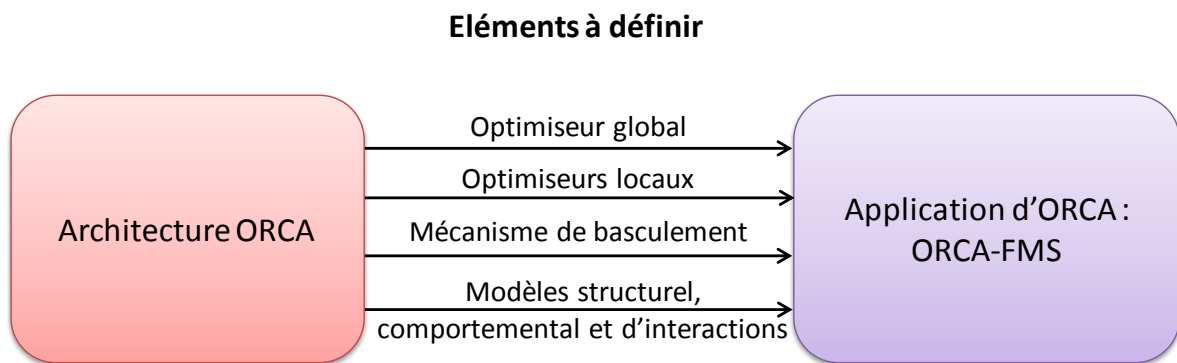 Eléments à définir
Architecture ORCA
Optimiseur global
Optimiseurs locaux
Mécanisme de basculement
Modèles structurel,
comportemental et d'interactions
Application d'ORCA :
ORCA-FMS